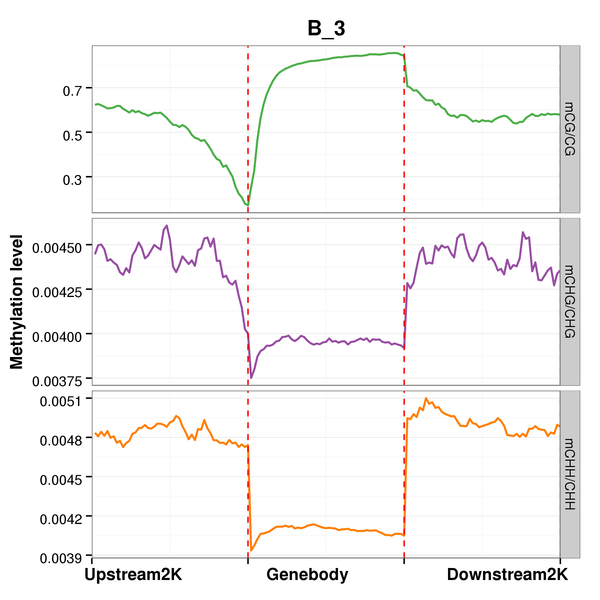 B_3
Methylation level
0.7
0.5
0.3
mCG/CG
0.00450
0.00425
0.00400
0.00375
mCHG/CHG
0.0051
0.0048
0.0045
0.0042
0.0039
mCHH/CHH
Upstream2K Genebody Downstream2K